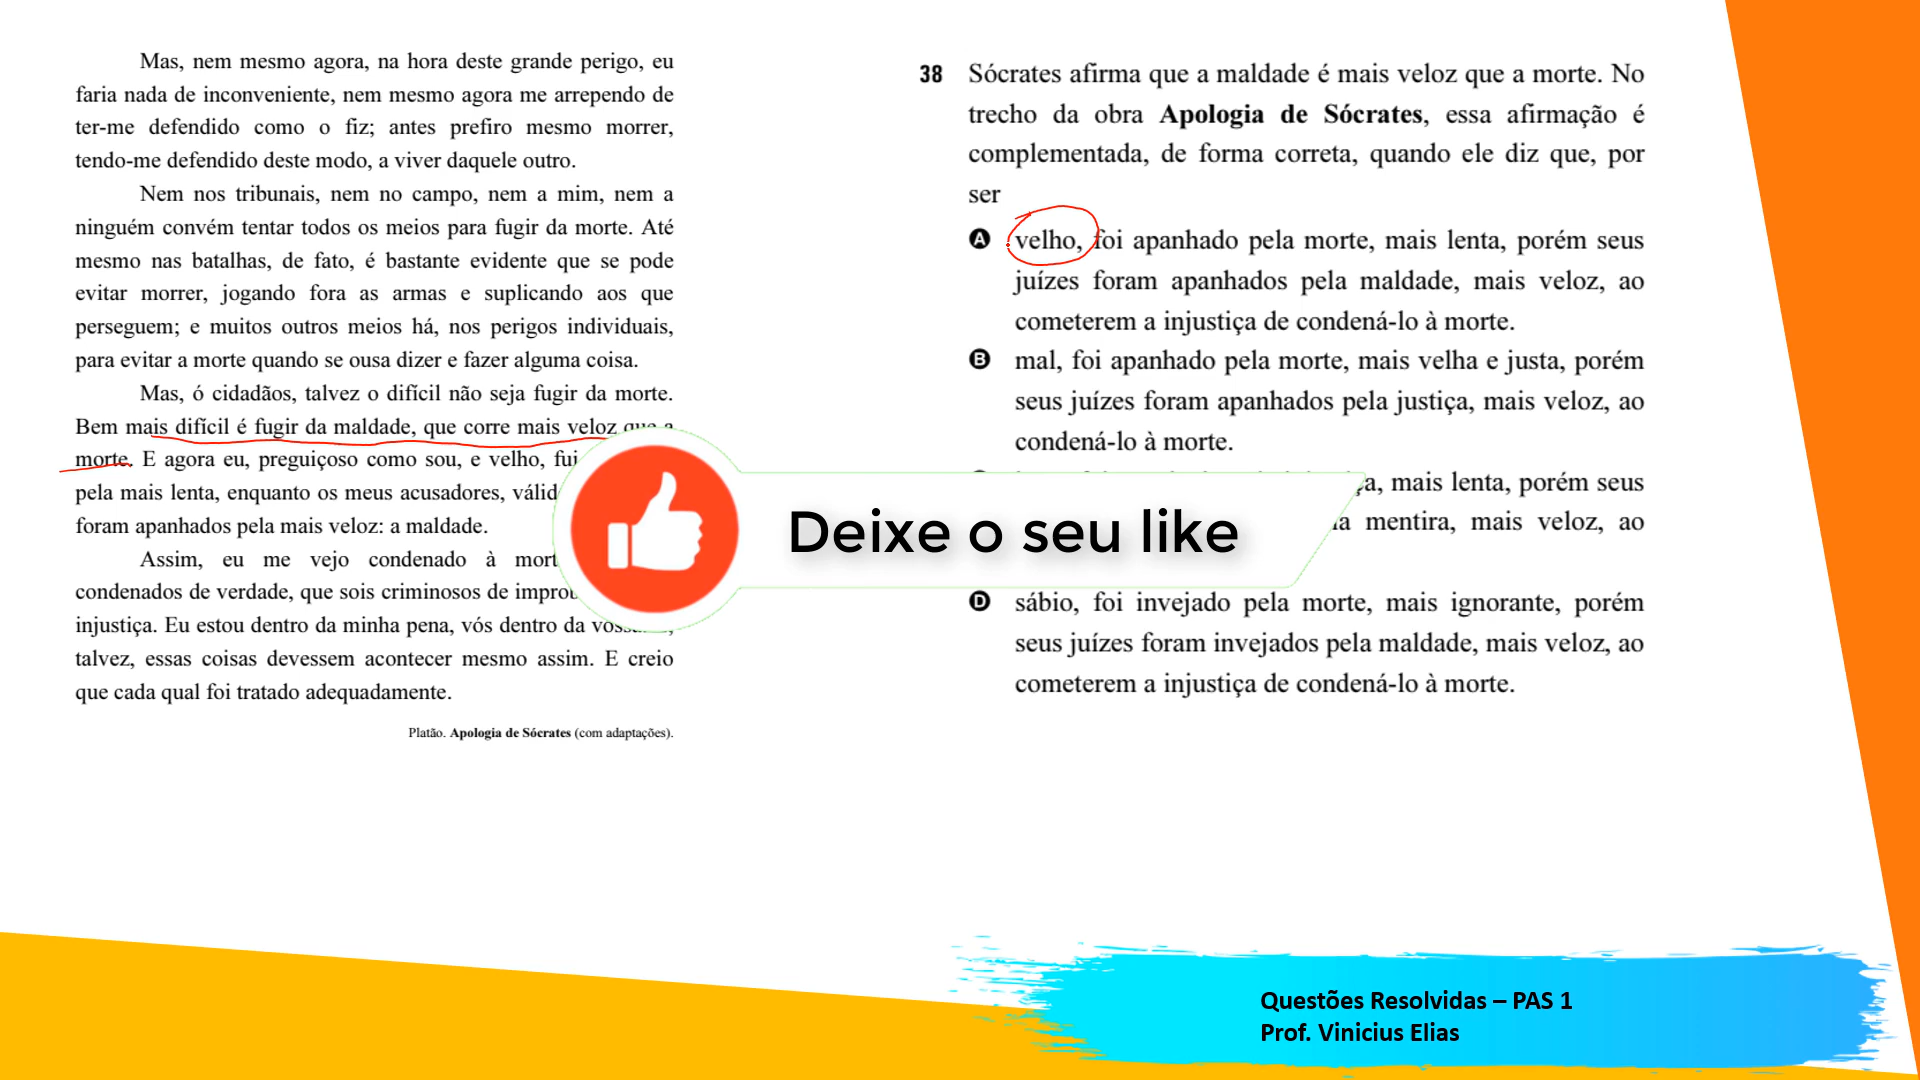 Mas, nem mesmo agora, na hora deste grande perigo, eu
faria nada de inconveniente, nem mesmo agora me arrependo de
ter-me defendido como o fiz; antes prefiro mesmo morrer,
tendo-me defendido deste modo, a viver daquele outro.
Nem nos tribunais, nem no campo, nem a mim, nem a
ninguém convém tentar todos os meios para fugir da morte. Até
mesmo nas batalhas, de fato, é bastante evidente que se pode
evitar morrer, jogando fora as armas e suplicando aos que
perseguem; e muitos outros meios há, nos perigos individuais,
para evitar a morte quando se ousa dizer e fazer alguma coisa.
Mas, ó cidadãos, talvez o difícil não seja fugir da morte.
Bem mais difícil é fugir da maldade, que corre mais veloz que a
morte. E agora eu, preguiçoso como sou, e velho, fui
pela mais lenta, enquanto os meus acusadores,
foram apanhados pela mais veloz: a maldade.
Assim, eu me vejo condenado à
condenados de verdade, que sois criminosos de
injustiça. Eu estou dentro da minha pena, vós dentro da
talvez, essas coisas devessem acontecer mesmo assim. E creio
que cada qual foi tratado adequadamente.
Platão. Apologia de Sócrates (com adaptações).
38 Sócrates afirma que a maldade é mais veloz que a morte. No
trecho da obra Apologia de Sócrates, essa afirmação é
complementada, de forma correta, quando ele diz que, por
ser
A velho, foi apanhado pela morte, mais lenta, porém seus
juízes foram apanhados pela maldade, mais veloz, ao
cometerem a injustiça de condená-lo à morte.
B mal, foi apanhado pela morte, mais velha e justa, porém
seus juízes foram apanhados pela justiça, mais veloz, ao
condená-lo à morte.
mais lenta, porém seus
mentira, mais veloz, ao
D sábio, foi invejado pela morte, mais ignorante, porém
seus juízes foram invejados pela maldade, mais veloz, ao
cometerem a injustiça de condená-lo à morte.
Deixe o seu like
Questões Resolvidas – PAS 1
Prof. Vinicius Elias